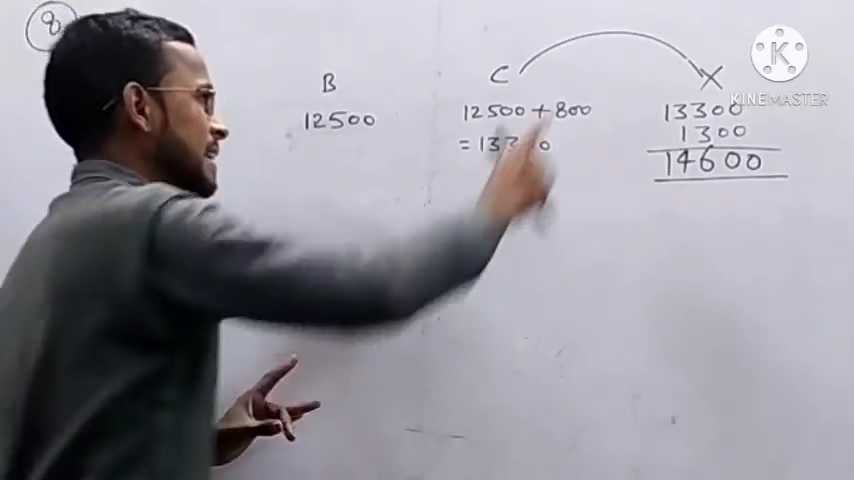 8
B
12500
C
12500 + 800
= 13300
X
13300
1300
14600
K
KINEMASTER